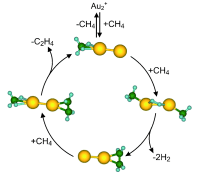 Au₂⁺
-CH₄ +CH₄
-C₂H₄
+CH₄
+CH₄
-2H₂